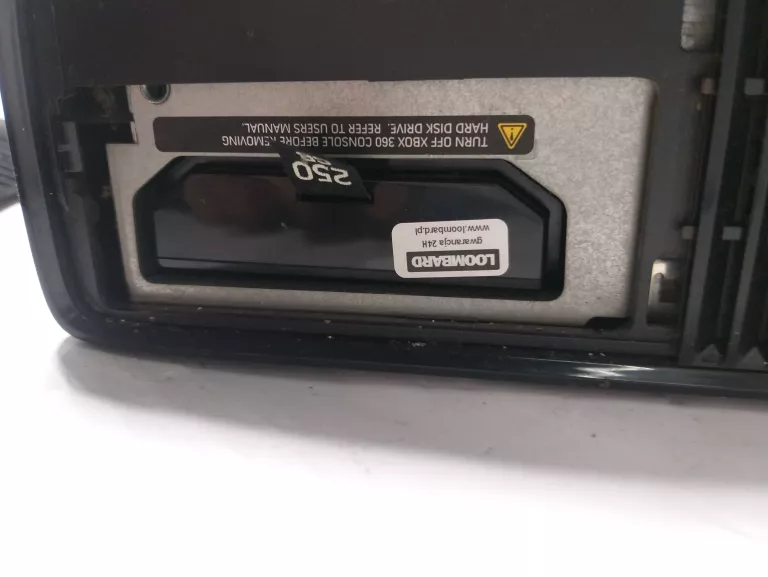 TURN OFF XBOX 360 CONSOLE BEFORE REMOVING
HARD DISK DRIVE. REFER TO USERS MANUAL.
250
LOOMBARD
gwarancja 24H
www.loombard.pl